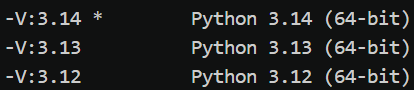 -V:3.14 *        Python 3.14 (64-bit)
-V:3.13          Python 3.13 (64-bit)
-V:3.12          Python 3.12 (64-bit)